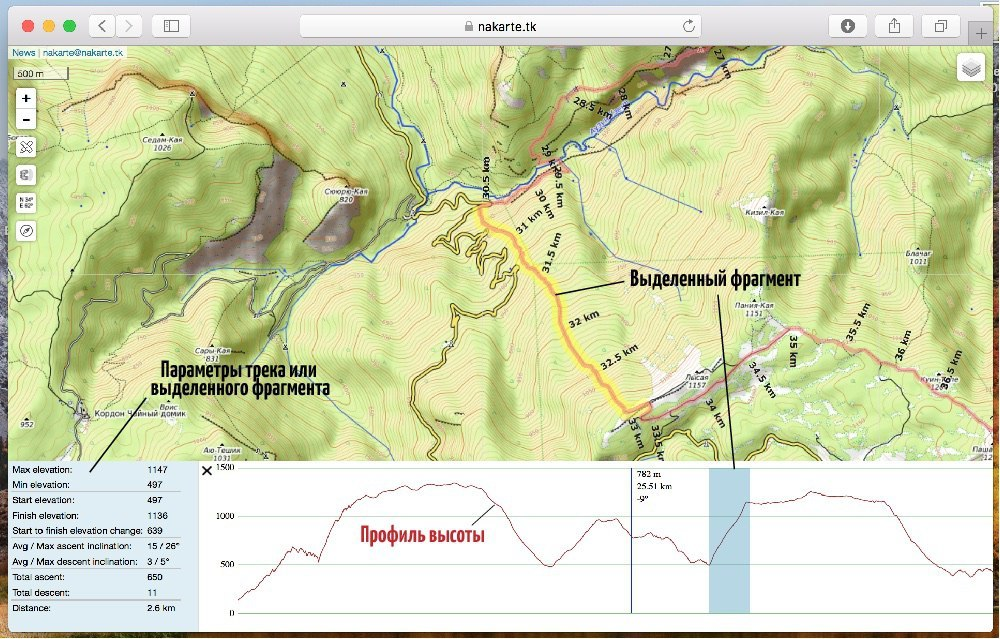 nakarte.tk
News | nakarte@nakarte.tk
500 m
+
-
N 34°
E 62°
27
27 km
28 km
28.5 km
29 km
29.5 km
30 km
30.5 km
31 km
31.5 km
32 km
32.5 km
33 km
33.5 km
34 km
34.5 km
35 km
35.5 km
36 km
36.5 km
Седам-Кая
1026
Сююрю-Кая
820
Кизил-Кая
Блачаг
1011
Пания-Кая
1151
Лысая
1157
Сары-Кая
831
Врис
Кордон Чайный домик
952
Аю-Тешик
1031
Выделенный фрагмент
Параметры трека или
выделенного фрагмента
Max elevation: 1147
Min elevation: 497
Start elevation: 497
Finish elevation: 1136
Start to finish elevation change: 639
Avg / Max ascent inclination: 15 / 26°
Avg / Max descent inclination: 3 / 5°
Total ascent: 650
Total descent: 11
Distance: 2.6 km
1500
1000
500
0
782 m
25.51 km
-9°
Профиль высоты